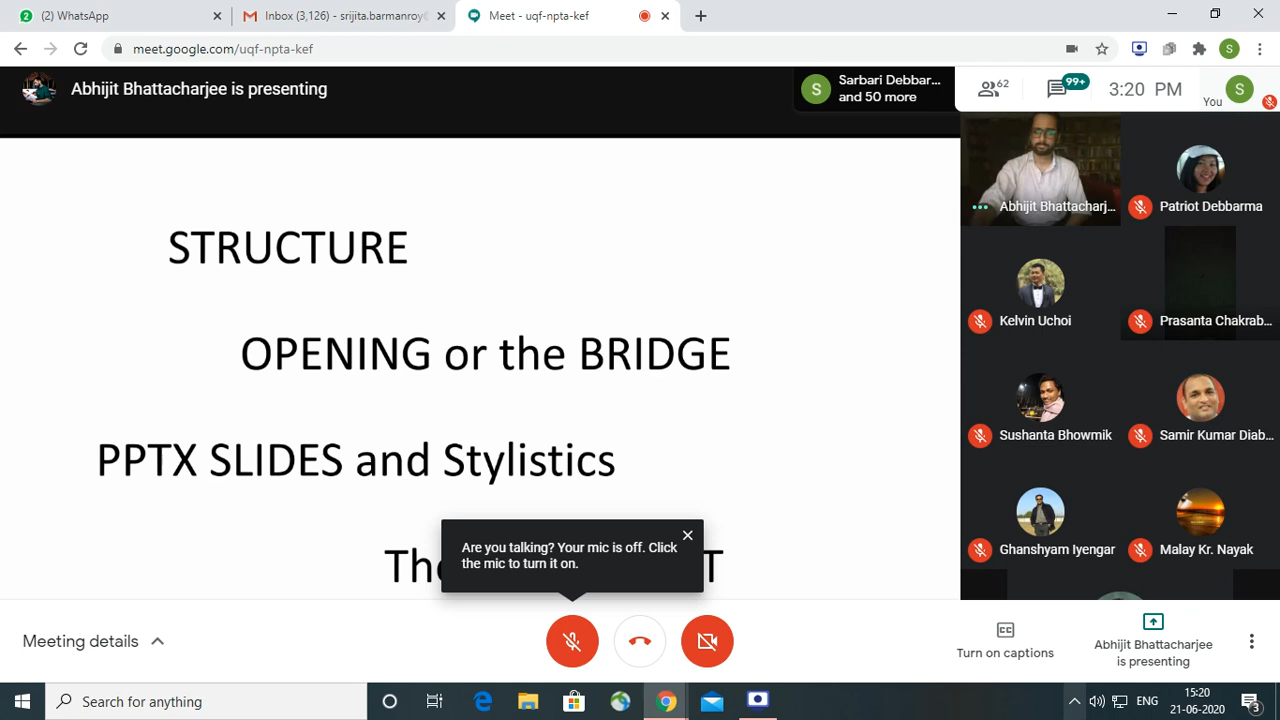 (2) WhatsApp
Inbox (3,126) - srijita.barmanroy@
Meet - uqf-npta-kef
meet.google.com/uqf-npta-kef
S
Abhijit Bhattacharjee is presenting
S
Sarbari Debbar...
and 50 more
62
99+
3:20 PM
You
S
STRUCTURE
OPENING or the BRIDGE
PPTX SLIDES and Stylistics
Abhijit Bhattacharj...
Patriot Debbarma
Kelvin Uchoi
Prasanta Chakrab...
Sushanta Bhowmik
Samir Kumar Diab...
Ghanshyam Iyengar
Malay Kr. Nayak
Are you talking? Your mic is off. Click
the mic to turn it on.
Meeting details
CC
Turn on captions
Abhijit Bhattacharjee
is presenting
Search for anything
ENG
15:20
21-06-2020
3